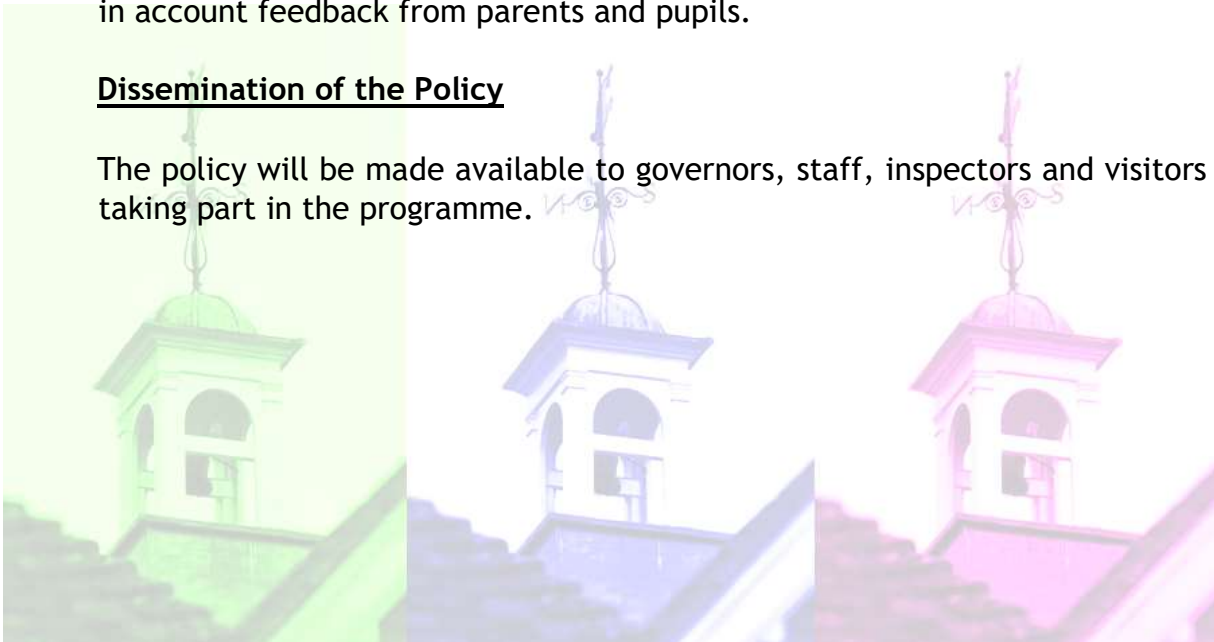 in account feedback from parents and pupils.
Dissemination of the Policy
The policy will be made available to governors, staff, inspectors and visitors
taking part in the programme.